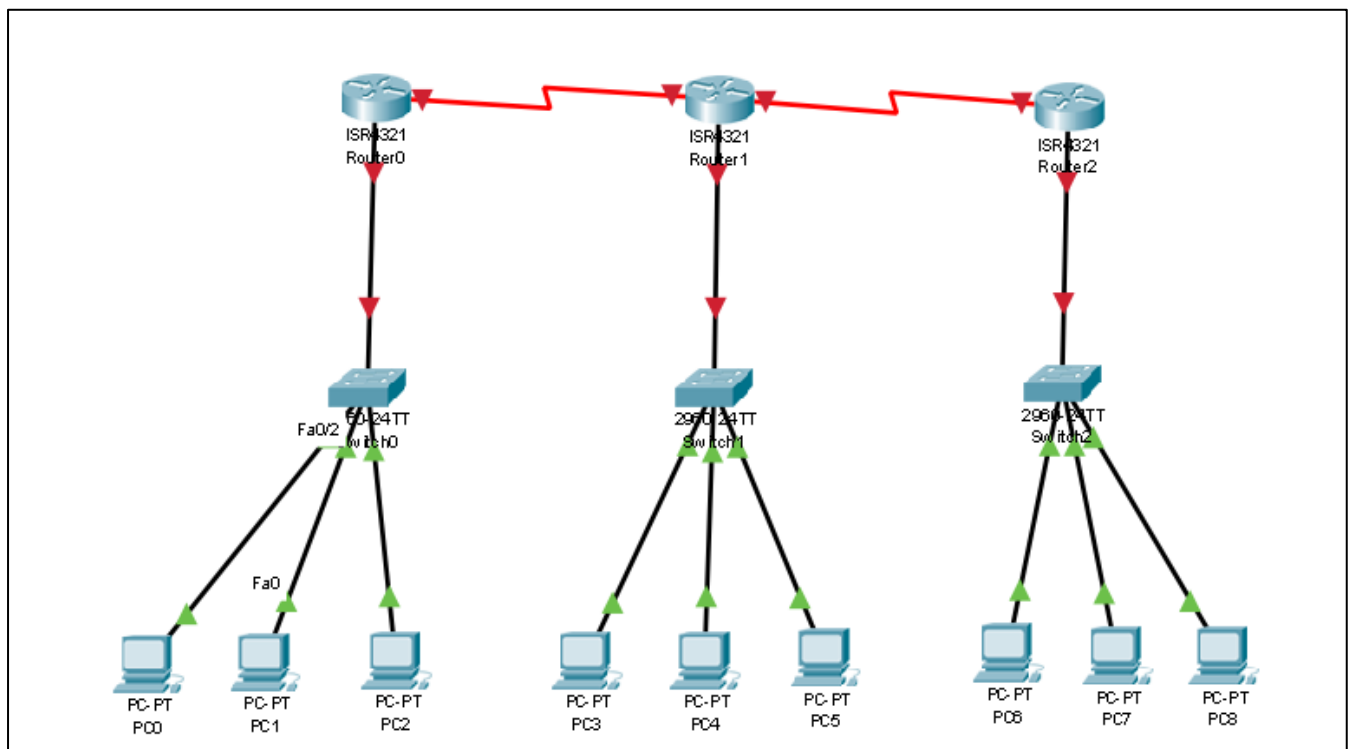 ISR4321
Router0
ISR4321
Router1
ISR4321
Router2
60-24TT
witch0
Fa0/2
2960-24TT
Switch1
2960-24TT
Switch2
Fa0
PC-PT
PC0
PC-PT
PC1
PC-PT
PC2
PC-PT
PC3
PC-PT
PC4
PC-PT
PC5
PC-PT
PC6
PC-PT
PC7
PC-PT
PC8